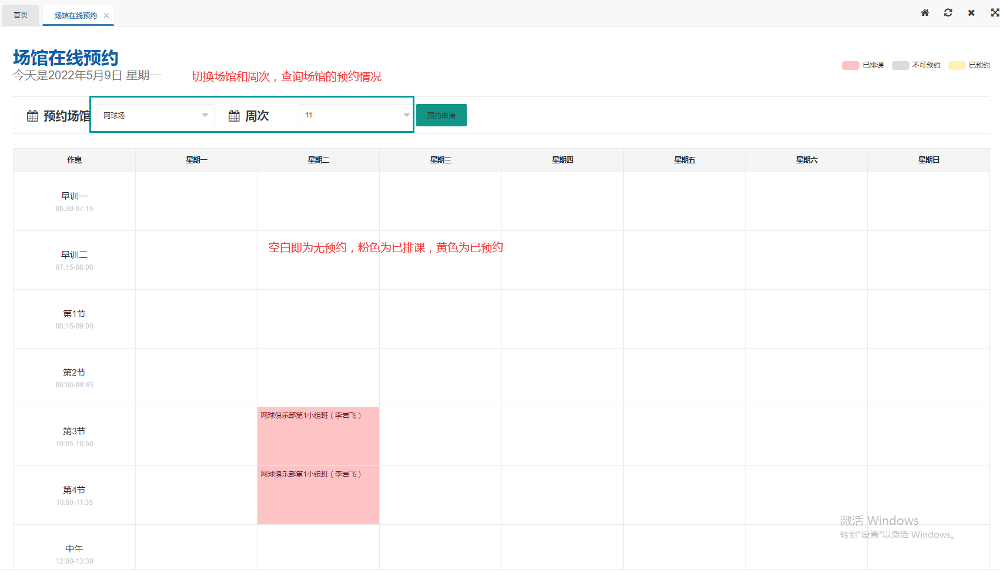 首页
场馆在线预约
场馆在线预约
今天是2022年5月9日 星期一
切换场馆和周次，查询场馆的预约情况
已排课 不可预约 已预约
预约场馆 网球场 周次 11 预约申请
作息 星期一 星期二 星期三 星期四 星期五 星期六 星期日
早训一
06:30-07:15
空白即为无预约，粉色为已排课，黄色为已预约
早训二
07:15-08:00
第1节
08:15-09:00
第2节
09:00-09:45
网球俱乐部第1小组班（李岩飞）
第3节
10:05-10:50
网球俱乐部第1小组班（李岩飞）
第4节
10:50-11:35
激活 Windows
转到“设置”以激活 Windows。
中午
12:00-13:30